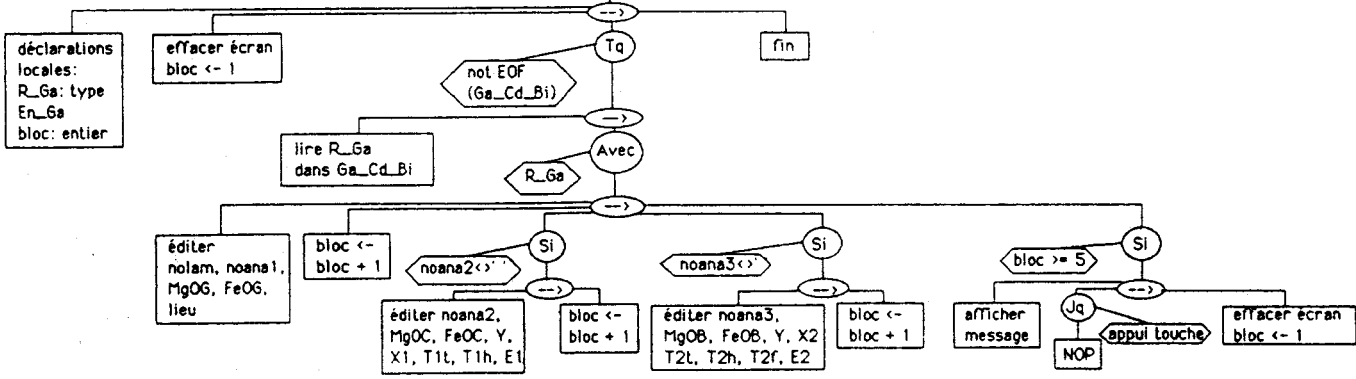 -->
déclarations
locales:
R_Ga: type
En_Ga
bloc: entier
effacer écran
bloc <- 1
Tq
fin
not EOF
(Ga_Cd_Bi)
-->
lire R_Ga
dans Ga_Cd_Bi
Avec
R_Ga
-->
éditer
nolam, noana1,
MgOG, FeOG,
lieu
bloc <-
bloc + 1
Si
noana2<>' '
-->
éditer noana2,
MgOC, FeOC, Y,
X1, T1t, T1h, E1
bloc <-
bloc + 1
Si
noana3<>'
-->
éditer noana3,
MgOB, FeOB, Y, X2
T2t, T2h, T2f, E2
bloc <-
bloc + 1
Si
bloc >= 5
-->
afficher
message
Jq
appui touche
NOP
effacer écran
bloc <- 1